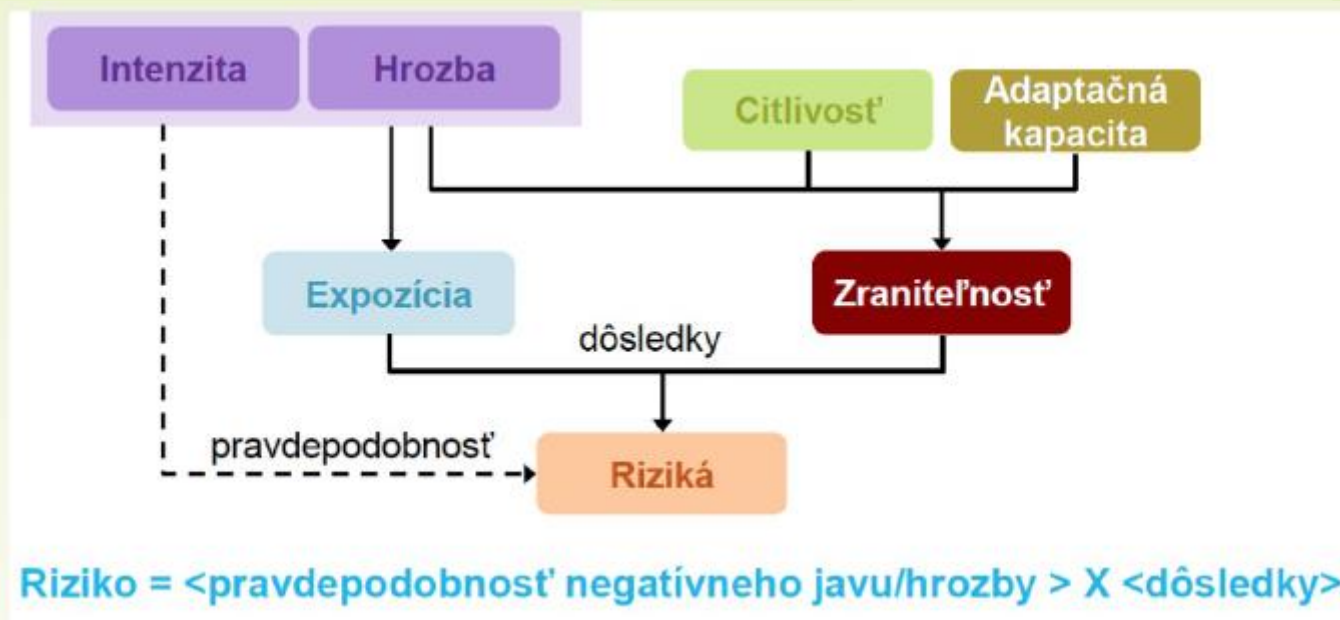 Intenzita
Hrozba
Citlivosť
Adaptačná
kapacita
Expozícia
Zraniteľnosť
dôsledky
pravdepodobnosť
Riziká
Riziko = <pravdepodobnosť negatívneho javu/hrozby > X <dôsledky>